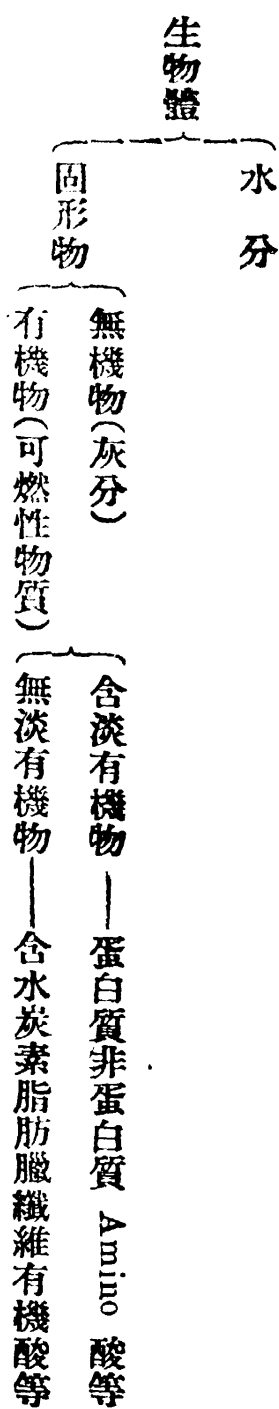 生物體
水分
固形物
無機物(灰分)
有機物(可燃性物質)
含淡有機物——蛋白質非蛋白質 Amino 酸等
無淡有機物——含水炭素脂肪臘纖維有機酸等